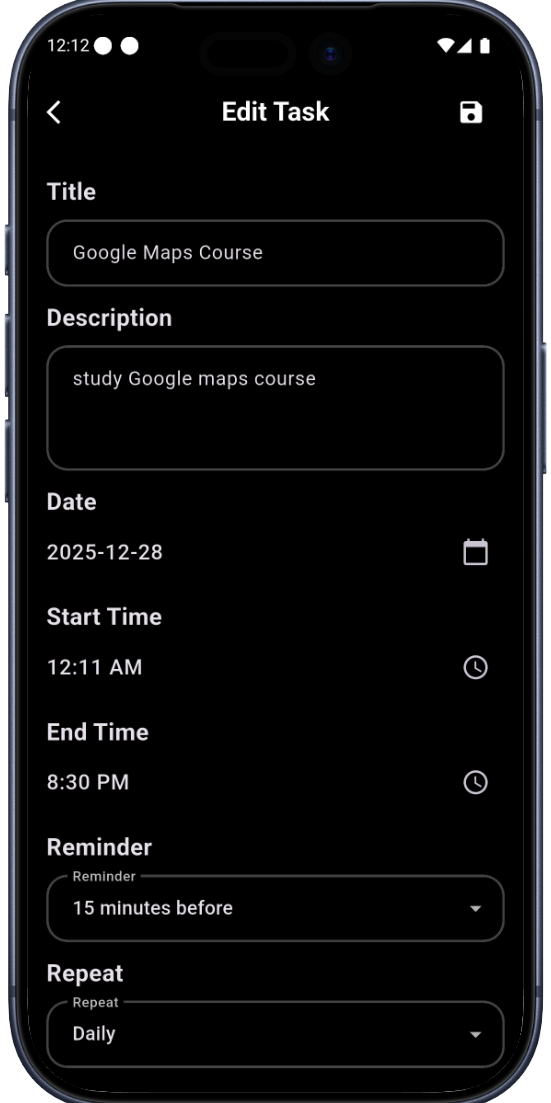 12:12
Edit Task
Title
Google Maps Course
Description
study Google maps course
Date
2025-12-28
Start Time
12:11 AM
End Time
8:30 PM
Reminder
Reminder
15 minutes before
Repeat
Repeat
Daily